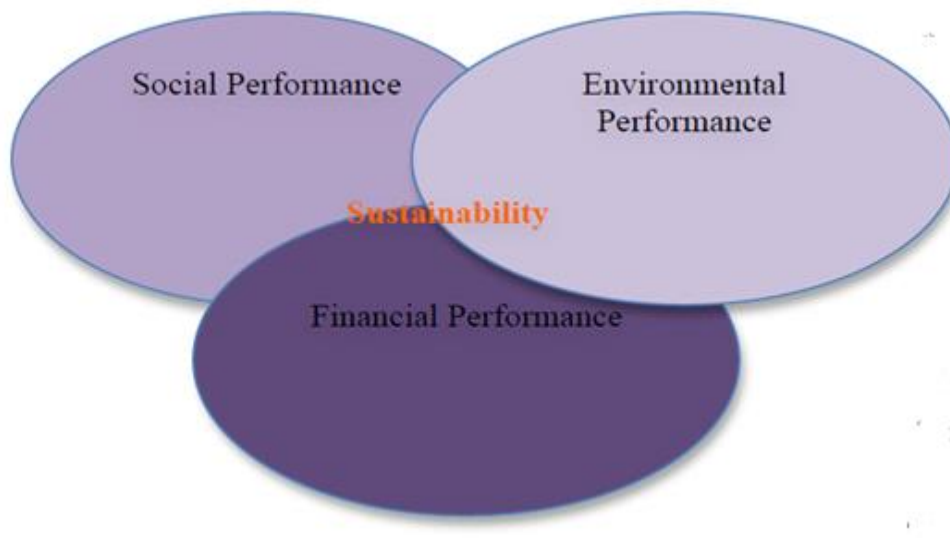 Social Performance
Environmental
Performance
Sustainability
Financial Performance